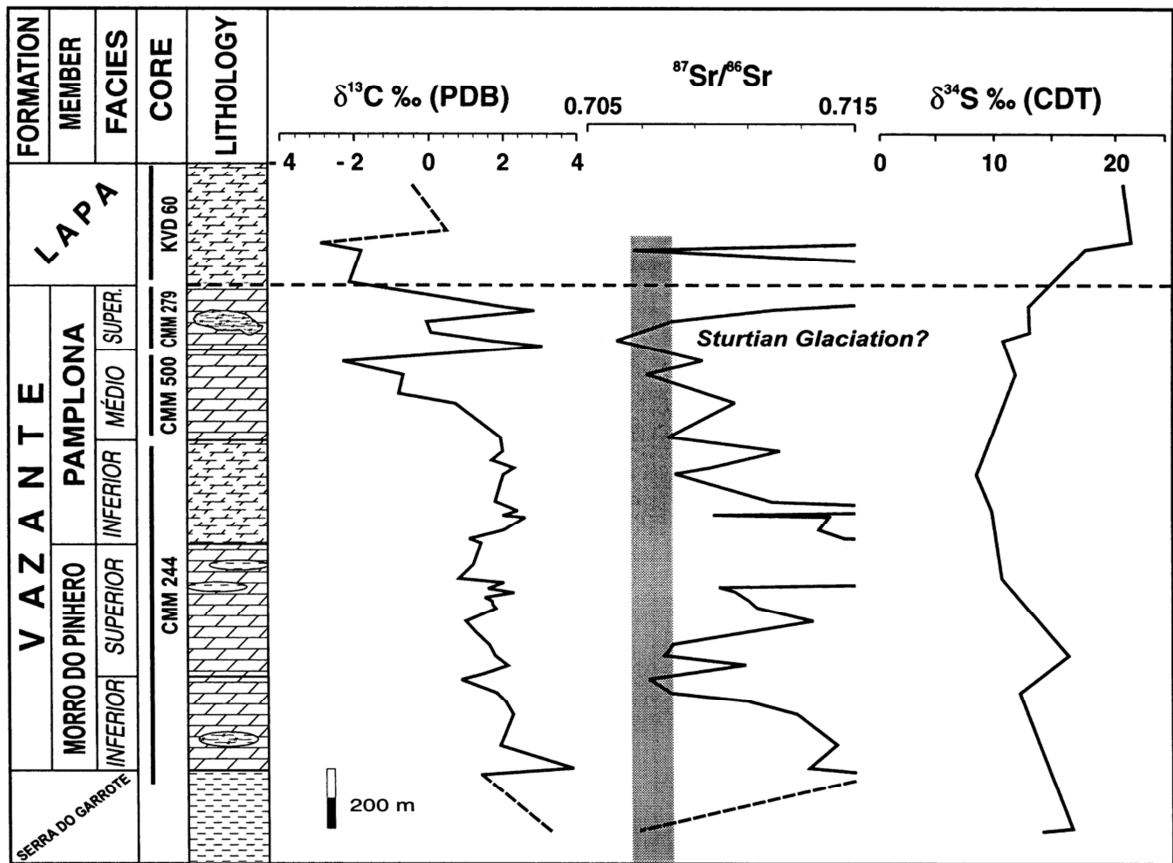 FORMATION
MEMBER
FACIES
CORE
LITHOLOGY
δ13C ‰ (PDB)
- 4 - 2 0 2 4
87Sr/86Sr
0.705 0.715
δ34S ‰ (CDT)
0 10 20
LAPA
KVD 60
VAZANTE
PAMPLONA
SUPER.
CMM 279
Sturtian Glaciation?
MÉDIO
CMM 500
INFERIOR
MORRO DO PINHERO
SUPERIOR
CMM 244
INFERIOR
200 m
SERRA DO GARROTE